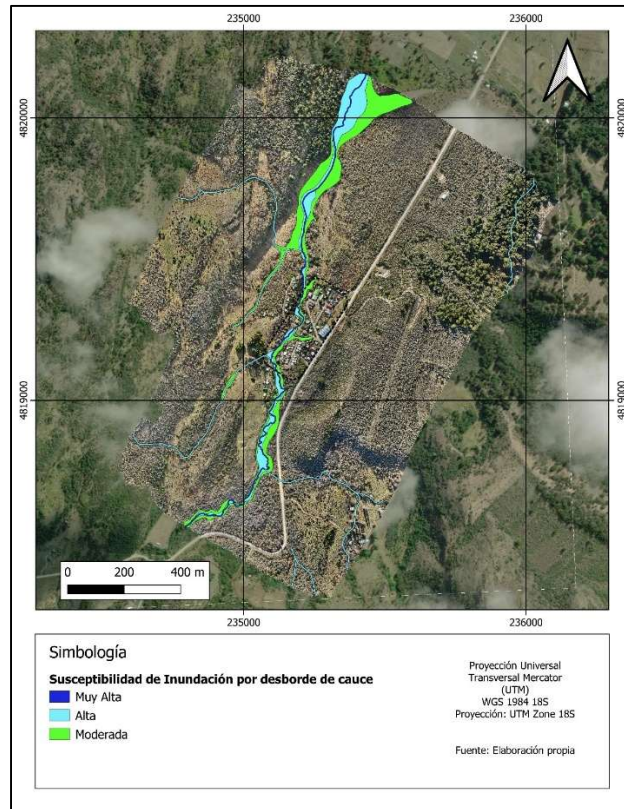 235000 236000
4820000 4820000
4819000 4819000
0 200 400 m
235000 236000
Simbología
Susceptibilidad de Inundación por desborde de cauce
Muy Alta
Alta
Moderada
Proyección Universal
Transversal Mercator
(UTM)
WGS 1984 18S
Proyección: UTM Zone 18S
Fuente: Elaboración propia